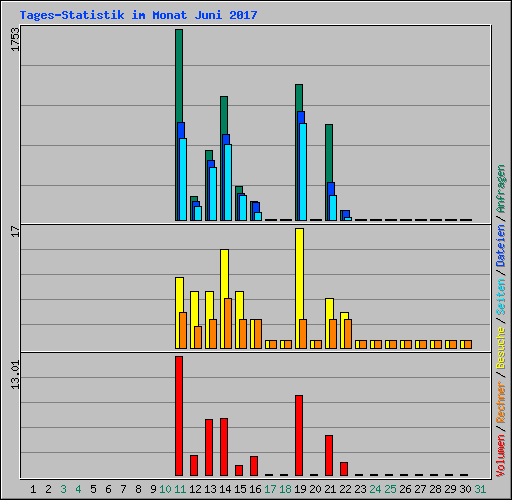 Tages-Statistik im Monat Juni 2017
1753
17
13.01
Volumen / Rechner / Besuche / Seiten / Dateien / Anfragen
1 2 3 4 5 6 7 8 9 10 11 12 13 14 15 16 17 18 19 20 21 22 23 24 25 26 27 28 29 30 31